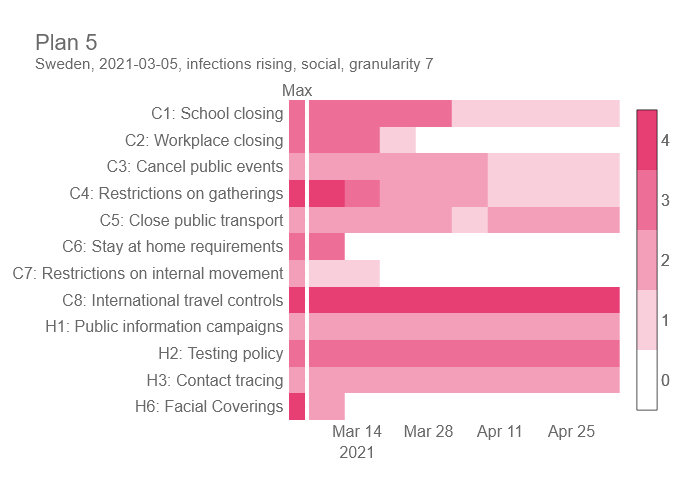 Plan 5
Sweden, 2021-03-05, infections rising, social, granularity 7
Max
C1: School closing
C2: Workplace closing
C3: Cancel public events
C4: Restrictions on gatherings
C5: Close public transport
C6: Stay at home requirements
C7: Restrictions on internal movement
C8: International travel controls
H1: Public information campaigns
H2: Testing policy
H3: Contact tracing
H6: Facial Coverings
Mar 14 Mar 28 Apr 11 Apr 25
2021
4
3
2
1
0